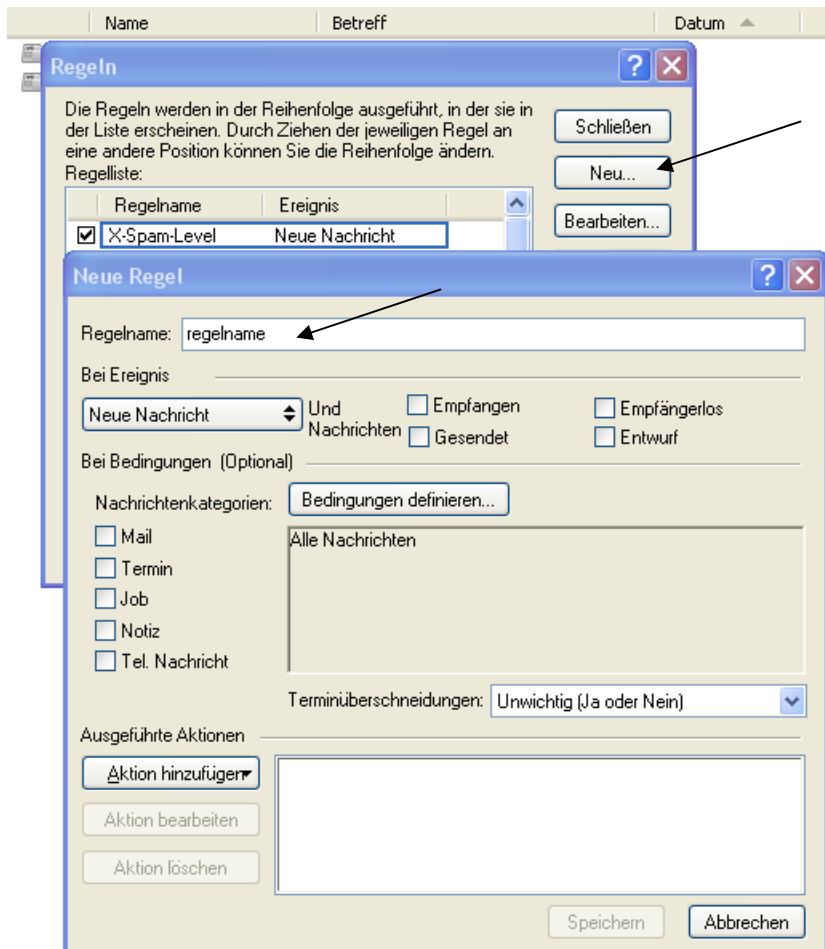 Name Betreff Datum
Regeln
Die Regeln werden in der Reihenfolge ausgeführt, in der sie in
der Liste erscheinen. Durch Ziehen der jeweiligen Regel an
eine andere Position können Sie die Reihenfolge ändern.
Regelliste:
Schließen
Neu...
Bearbeiten...
Regelname Ereignis
X-Spam-Level Neue Nachricht
Neue Regel
Regelname: regelname
Bei Ereignis
Neue Nachricht
Und
Nachrichten
Empfangen
Empfängerlos
Gesendet
Entwurf
Bei Bedingungen (Optional)
Nachrichtenkategorien:
Bedingungen definieren...
Mail
Termin
Job
Notiz
Tel. Nachricht
Alle Nachrichten
Terminüberschneidungen: Unwichtig (Ja oder Nein)
Ausgeführte Aktionen
Aktion hinzufügen
Aktion bearbeiten
Aktion löschen
Speichern
Abbrechen